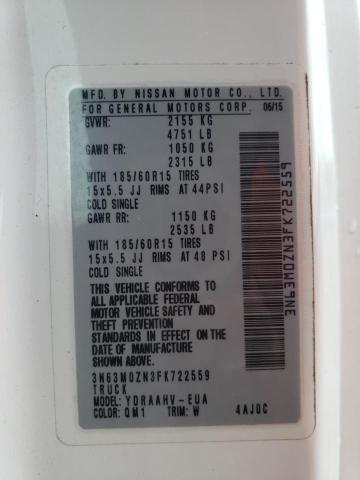 MFD. BY NISSAN MOTOR CO., LTD.
FOR GENERAL MOTORS CORP. 06/15
GVWR: 2155 KG
4751 LB
GAWR FR: 1050 KG
2315 LB
WITH 185/60R15 TIRES
15x5.5 JJ RIMS AT 44PSI
COLD SINGLE
GAWR RR: 1150 KG
2535 LB
WITH 185/60R15 TIRES
15x5.5 JJ RIMS AT 48 PSI
COLD SINGLE
THIS VEHICLE CONFORMS TO
ALL APPLICABLE FEDERAL
MOTOR VEHICLE SAFETY AND
THEFT PREVENTION
STANDARDS IN EFFECT ON THE
DATE OF MANUFACTURE
SHOWN ABOVE.
3N63M0ZN3FK722559
TRUCK
MODEL: YDRAAHV-EUA
COLOR: QM1 TRIM: W 4AJ0C
3N63M0ZN3FK722559